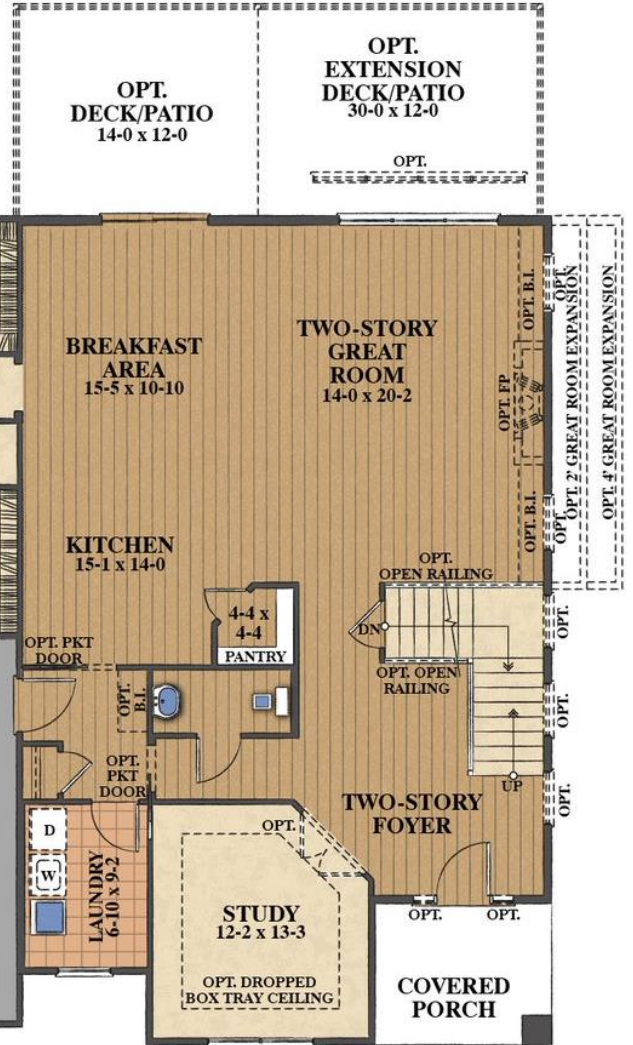 OPT.
DECK/PATIO
14-0 x 12-0
OPT.
EXTENSION
DECK/PATIO
30-0 x 12-0
OPT.
BREAKFAST
AREA
15-5 x 10-10
TWO-STORY
GREAT
ROOM
14-0 x 20-2
OPT. B.I.
OPT. FP
OPT. B.I.
OPT.
OPT.
OPT. 2' GREAT ROOM EXPANSION
OPT. 4' GREAT ROOM EXPANSION
KITCHEN
15-1 x 14-0
OPT.
OPEN RAILING
4-4 x
4-4
PANTRY
DN
OPT. OPEN
RAILING
OPT.
OPT.
OPT.
UP
OPT. PKT
DOOR
OPT.
B.I.
OPT.
PKT
DOOR
TWO-STORY
FOYER
D
W
LAUNDRY
6-10 x 9-2
OPT.
STUDY
12-2 x 13-3
OPT. DROPPED
BOX TRAY CEILING
OPT.
OPT.
COVERED
PORCH